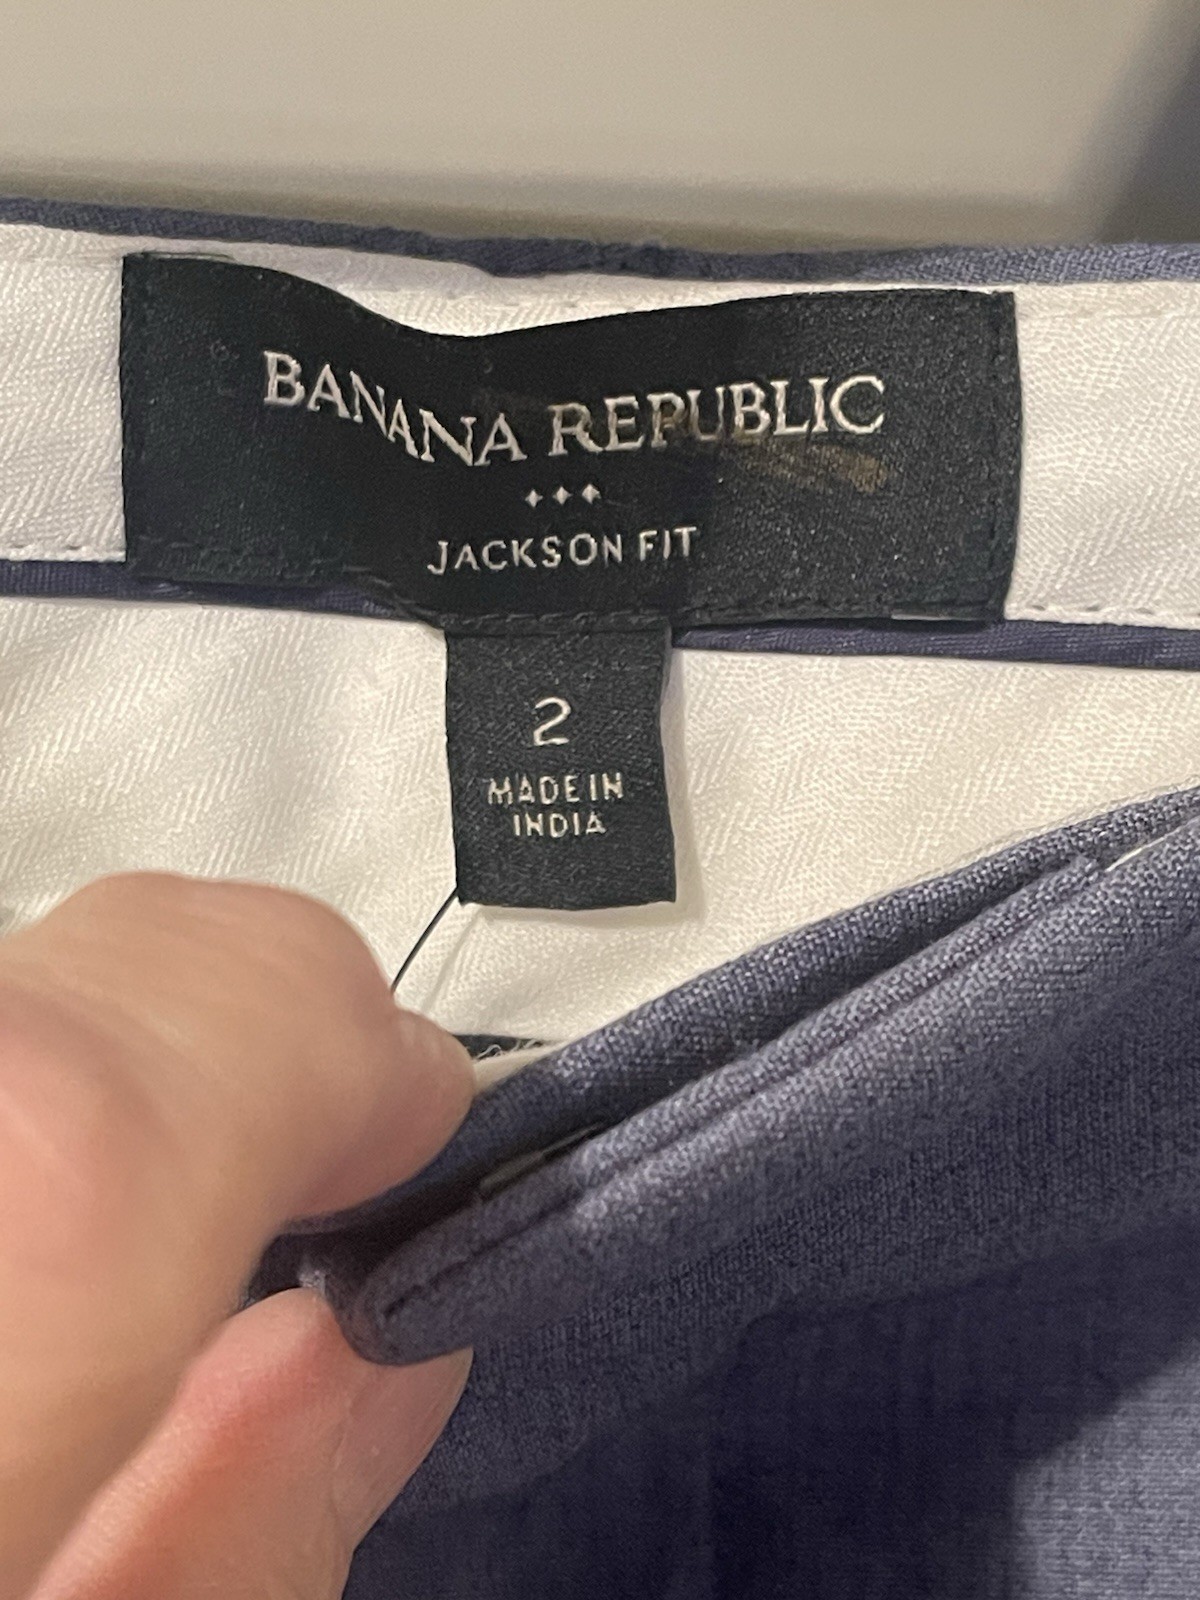 BANANA REPUBLIC
JACKSON FIT
2
MADE IN
INDIA